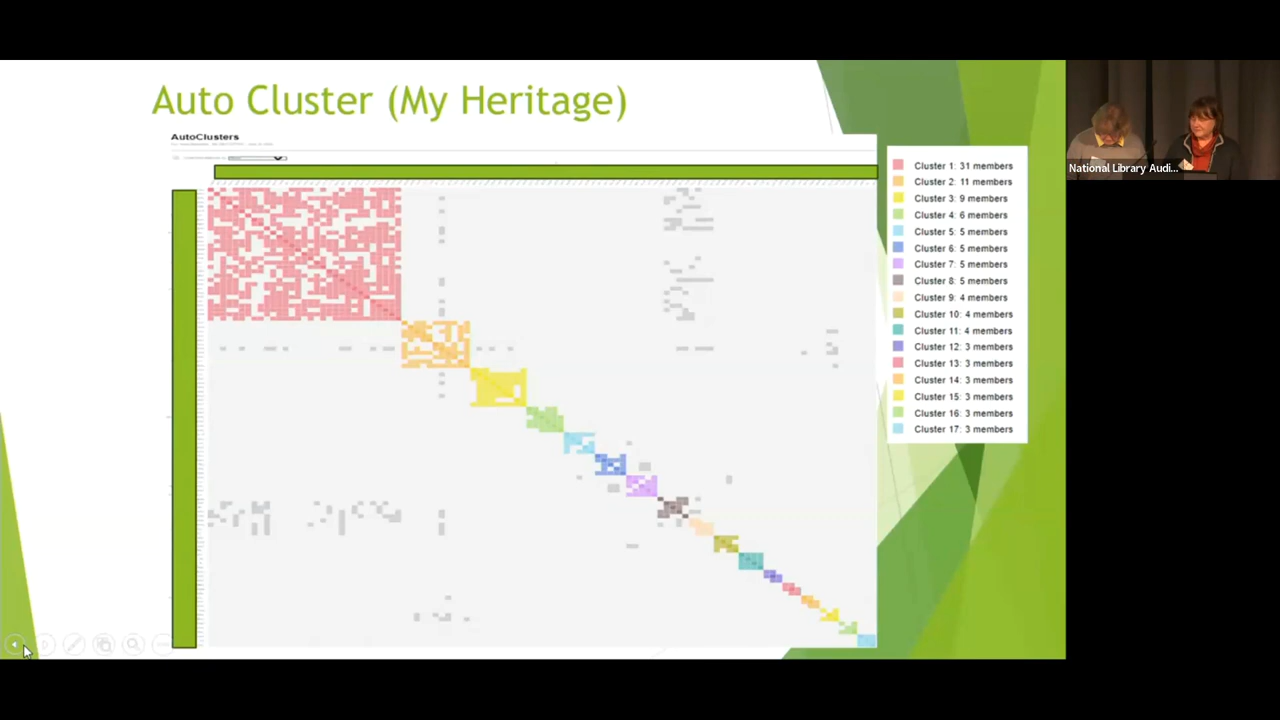 Auto Cluster (My Heritage)
AutoClusters
Cluster 1: 31 members
Cluster 2: 11 members
Cluster 3: 9 members
Cluster 4: 6 members
Cluster 5: 5 members
Cluster 6: 5 members
Cluster 7: 5 members
Cluster 8: 5 members
Cluster 9: 4 members
Cluster 10: 4 members
Cluster 11: 4 members
Cluster 12: 3 members
Cluster 13: 3 members
Cluster 14: 3 members
Cluster 15: 3 members
Cluster 16: 3 members
Cluster 17: 3 members
National Library Audi...